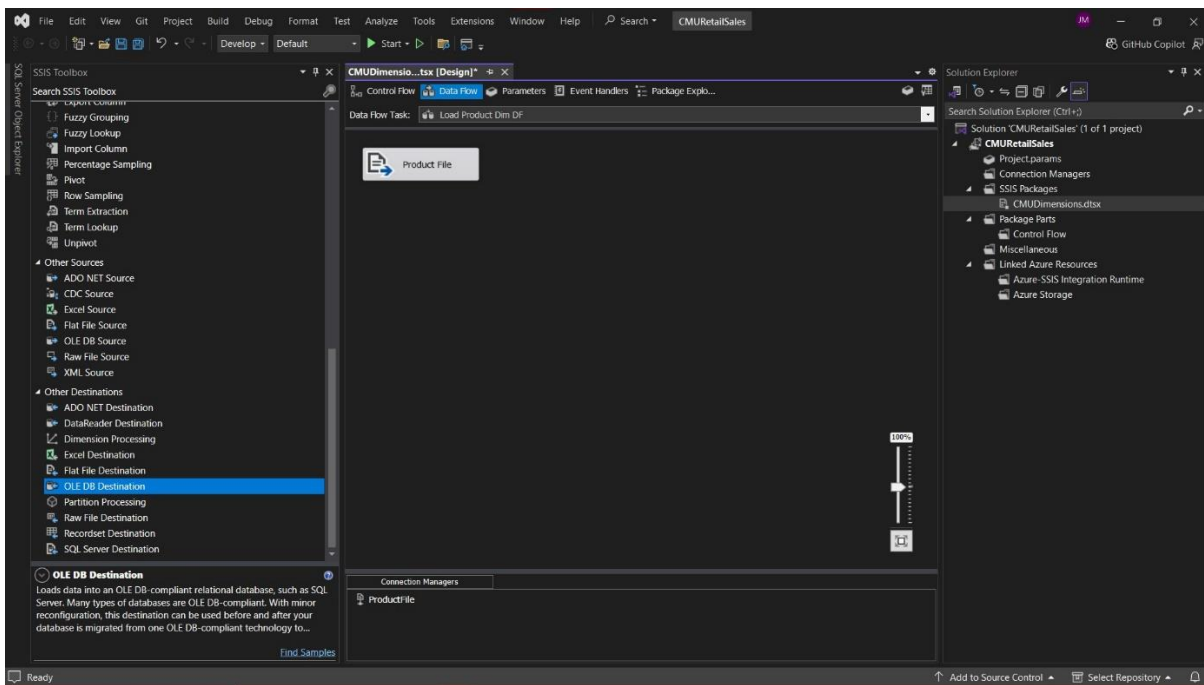 File Edit View Git Project Build Debug Format Test Analyze Tools Extensions Window Help Search CMURetailSales JM
Develop Default Start GitHub Copilot
SQL Server Object Explorer
SSIS Toolbox
Search SSIS Toolbox
Export Column
Fuzzy Grouping
Fuzzy Lookup
Import Column
Percentage Sampling
Pivot
Row Sampling
Term Extraction
Term Lookup
Unpivot
Other Sources
ADO NET Source
CDC Source
Excel Source
Flat File Source
OLE DB Source
Raw File Source
XML Source
Other Destinations
ADO NET Destination
DataReader Destination
Dimension Processing
Excel Destination
Flat File Destination
OLE DB Destination
Partition Processing
Raw File Destination
Recordset Destination
SQL Server Destination
OLE DB Destination
Loads data into an OLE DB-compliant relational database, such as SQL
Server. Many types of databases are OLE DB-compliant. With minor
reconfiguration, this destination can be used before and after your
database is migrated from one OLE DB-compliant technology to...
Find Samples
CMUDimensio...tsx [Design]*
Control Flow Data Flow Parameters Event Handlers Package Explo...
Data Flow Task: Load Product Dim DF
Product File
100%
Connection Managers
ProductFile
Solution Explorer
Search Solution Explorer (Ctrl+;)
Solution 'CMURetailSales' (1 of 1 project)
CMURetailSales
Project.params
Connection Managers
SSIS Packages
CMUDimensions.dtsx
Package Parts
Control Flow
Miscellaneous
Linked Azure Resources
Azure-SSIS Integration Runtime
Azure Storage
Ready Add to Source Control Select Repository